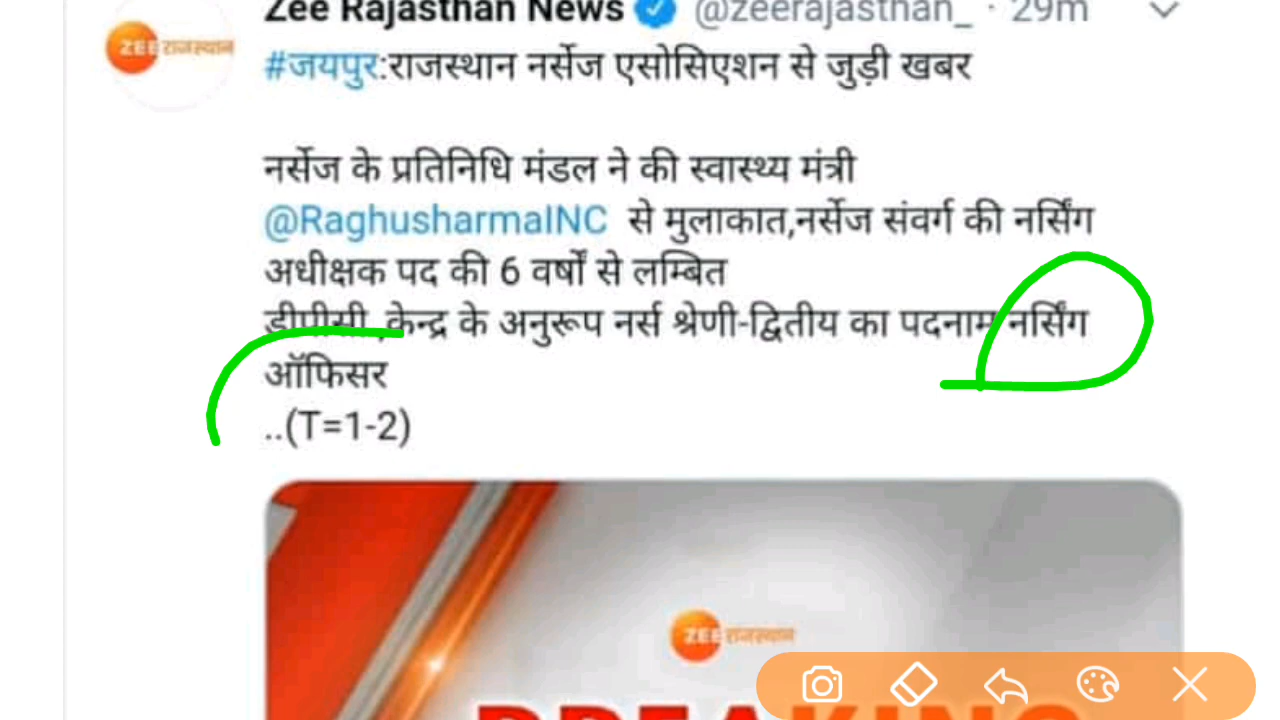 Zee Rajasthan News @zeerajasthan_ · 29m
ZEE राजस्थान
#जयपुर:राजस्थान नर्सेज एसोसिएशन से जुड़ी खबर
नर्सेज के प्रतिनिधि मंडल ने की स्वास्थ्य मंत्री
@RaghusharmaINC से मुलाकात,नर्सेज संवर्ग की नर्सिंग
अधीक्षक पद की 6 वर्षों से लम्बित
डीपीसी,केन्द्र के अनुरूप नर्स श्रेणी-द्वितीय का पदनाम नर्सिंग
ऑफिसर
..(T=1-2)
ZEE राजस्थान
BREAKING